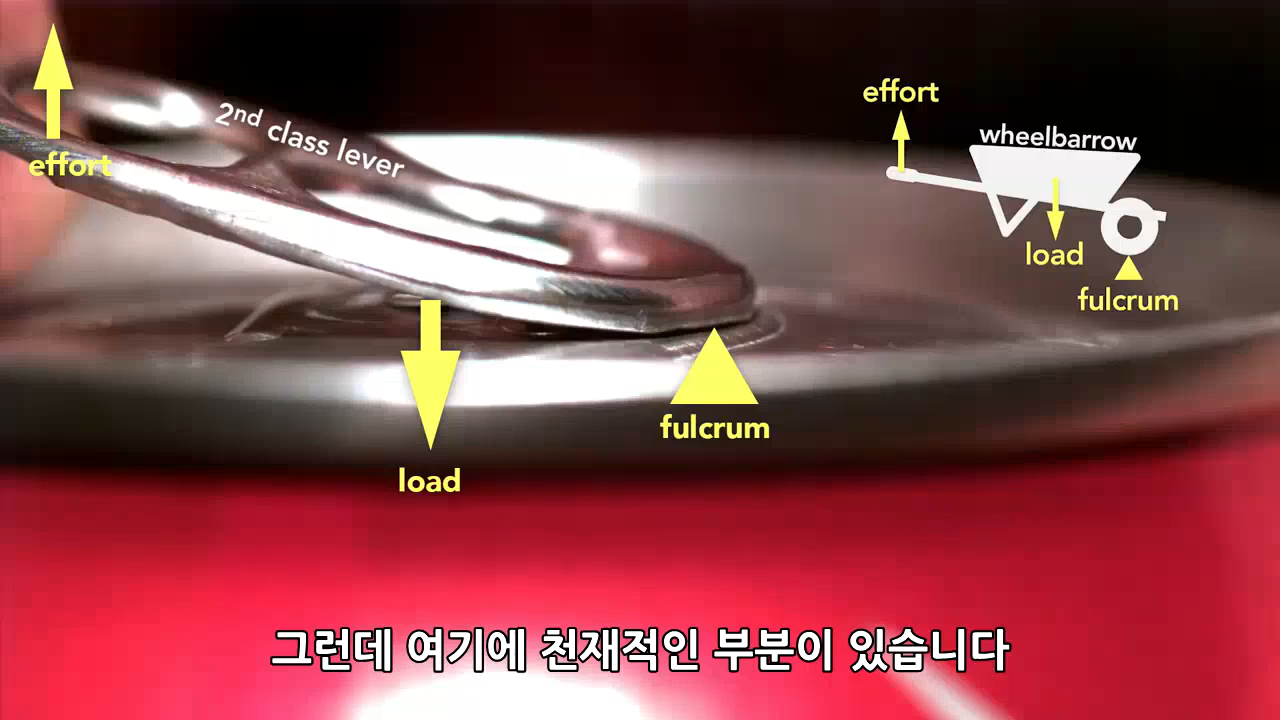 effort
2nd class lever
load
fulcrum
effort
wheelbarrow
load
fulcrum
그런데 여기에 천재적인 부분이 있습니다